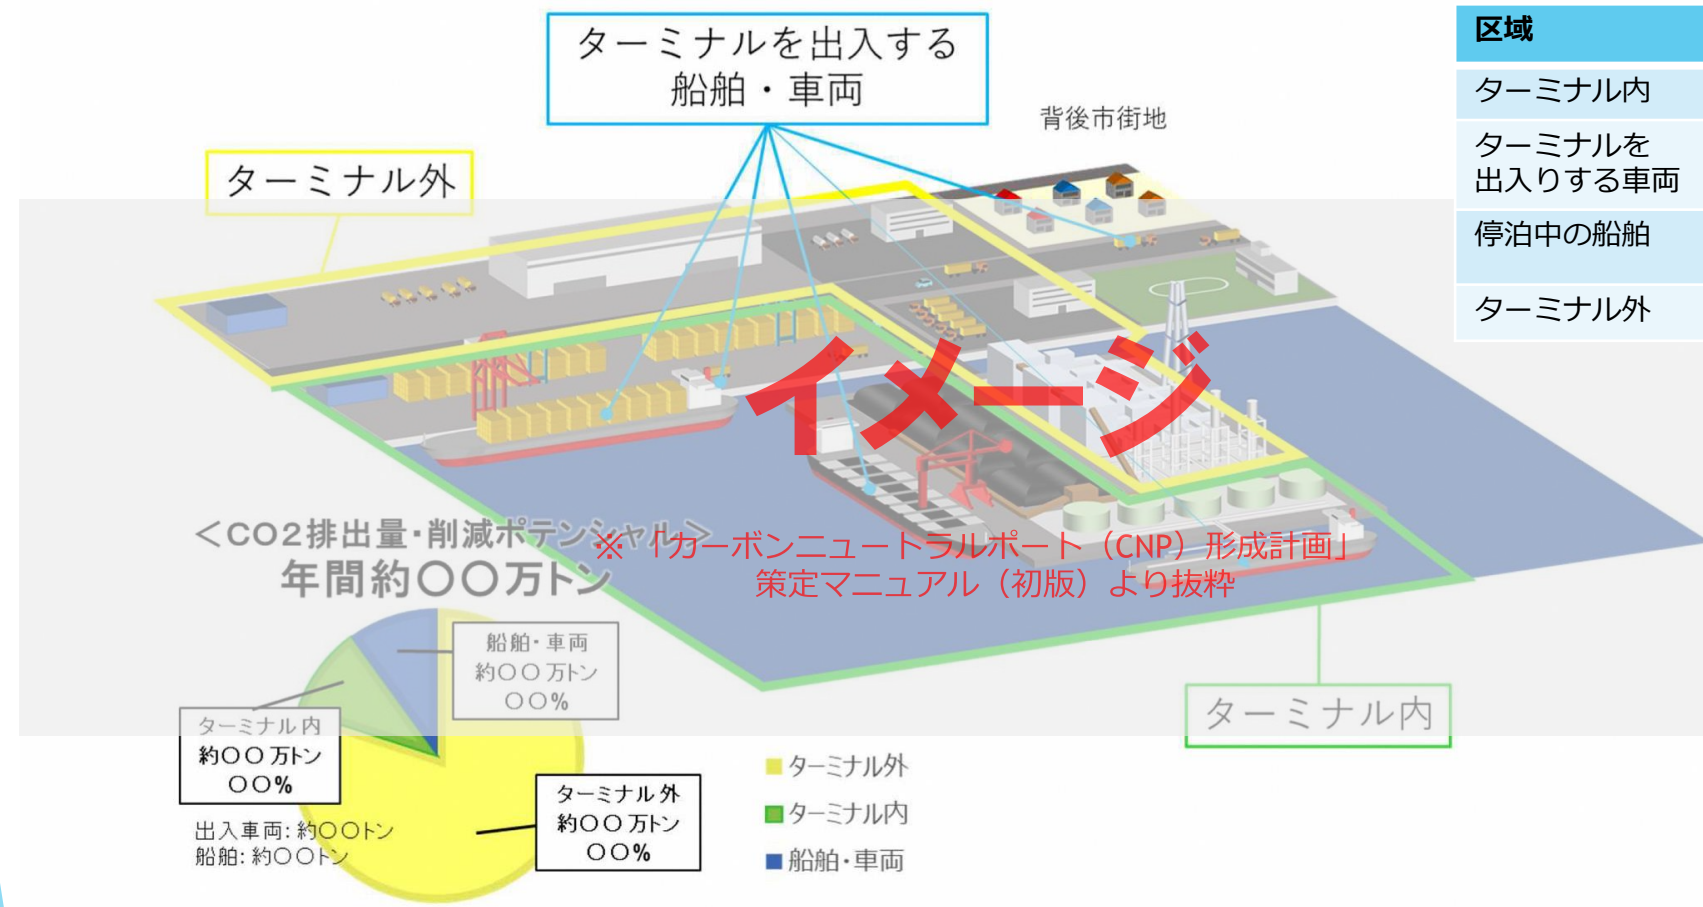 ターミナルを出入する
船舶・車両
背後市街地
ターミナル外
区域
ターミナル内
ターミナルを
出入りする車両
停泊中の船舶
ターミナル外
イメージ
※「カーボンニュートラルポート（CNP）形成計画」
策定マニュアル（初版）より抜粋
＜CO2排出量・削減ポテンシャル＞
年間約〇〇万トン
船舶・車両
約〇〇万トン
〇〇%
ターミナル内
約〇〇万トン
〇〇%
ターミナル外
約〇〇万トン
〇〇%
出入車両：約〇〇トン
船舶：約〇〇トン
ターミナル外
ターミナル内
船舶・車両
ターミナル内